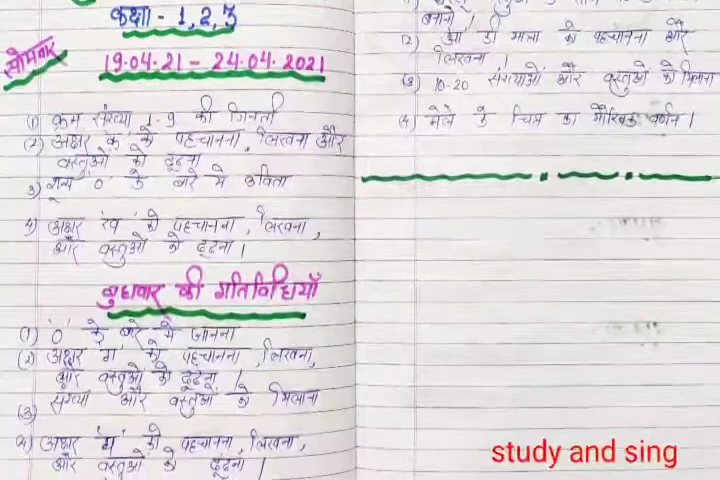 कक्षा - 1, 2, 3
सोमवार
19.04.21 - 24.04.2021
(1) क्रम संख्या 1-9 की गिनती
(2) अक्षर 'क' को पहचानना, लिखना और
वस्तुओं को ढूंढना
3) शून्य '0' के बारे में कविता
4) अक्षर 'ख' को पहचानना, लिखना,
और वस्तुओं को ढूंढना।
बुधवार की गतिविधियाँ
(1) '0' के बारे में जानना
(2) अक्षर 'ग' को पहचानना, लिखना,
और वस्तुओं को ढूंढना।
(3) संख्या और वस्तुओं को मिलाना
(4) अक्षर 'घ' को पहचानना, लिखना,
और वस्तुओं को ढूंढना।
बनाने।
(2) 'आ' की मात्रा को पहचानना और
लिखना।
(3) 10-20 संख्याओं और वस्तुओं को मिलाना
(4) मेले के चित्र का मौखिक वर्णन।
study and sing